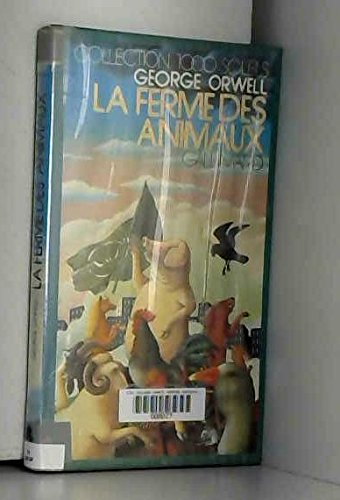 COLLECTION 1000 SOLEILS
GEORGE ORWELL
LA FERME DES
ANIMAUX
GALLIMARD
LA FERME DES ANIMAUX